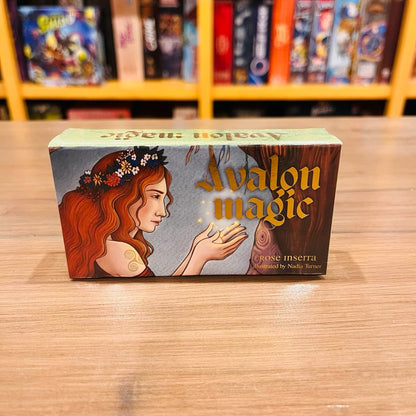 Avalon magic
Avalon
magic
Rose Inserra
Illustrated by Nadia Turner